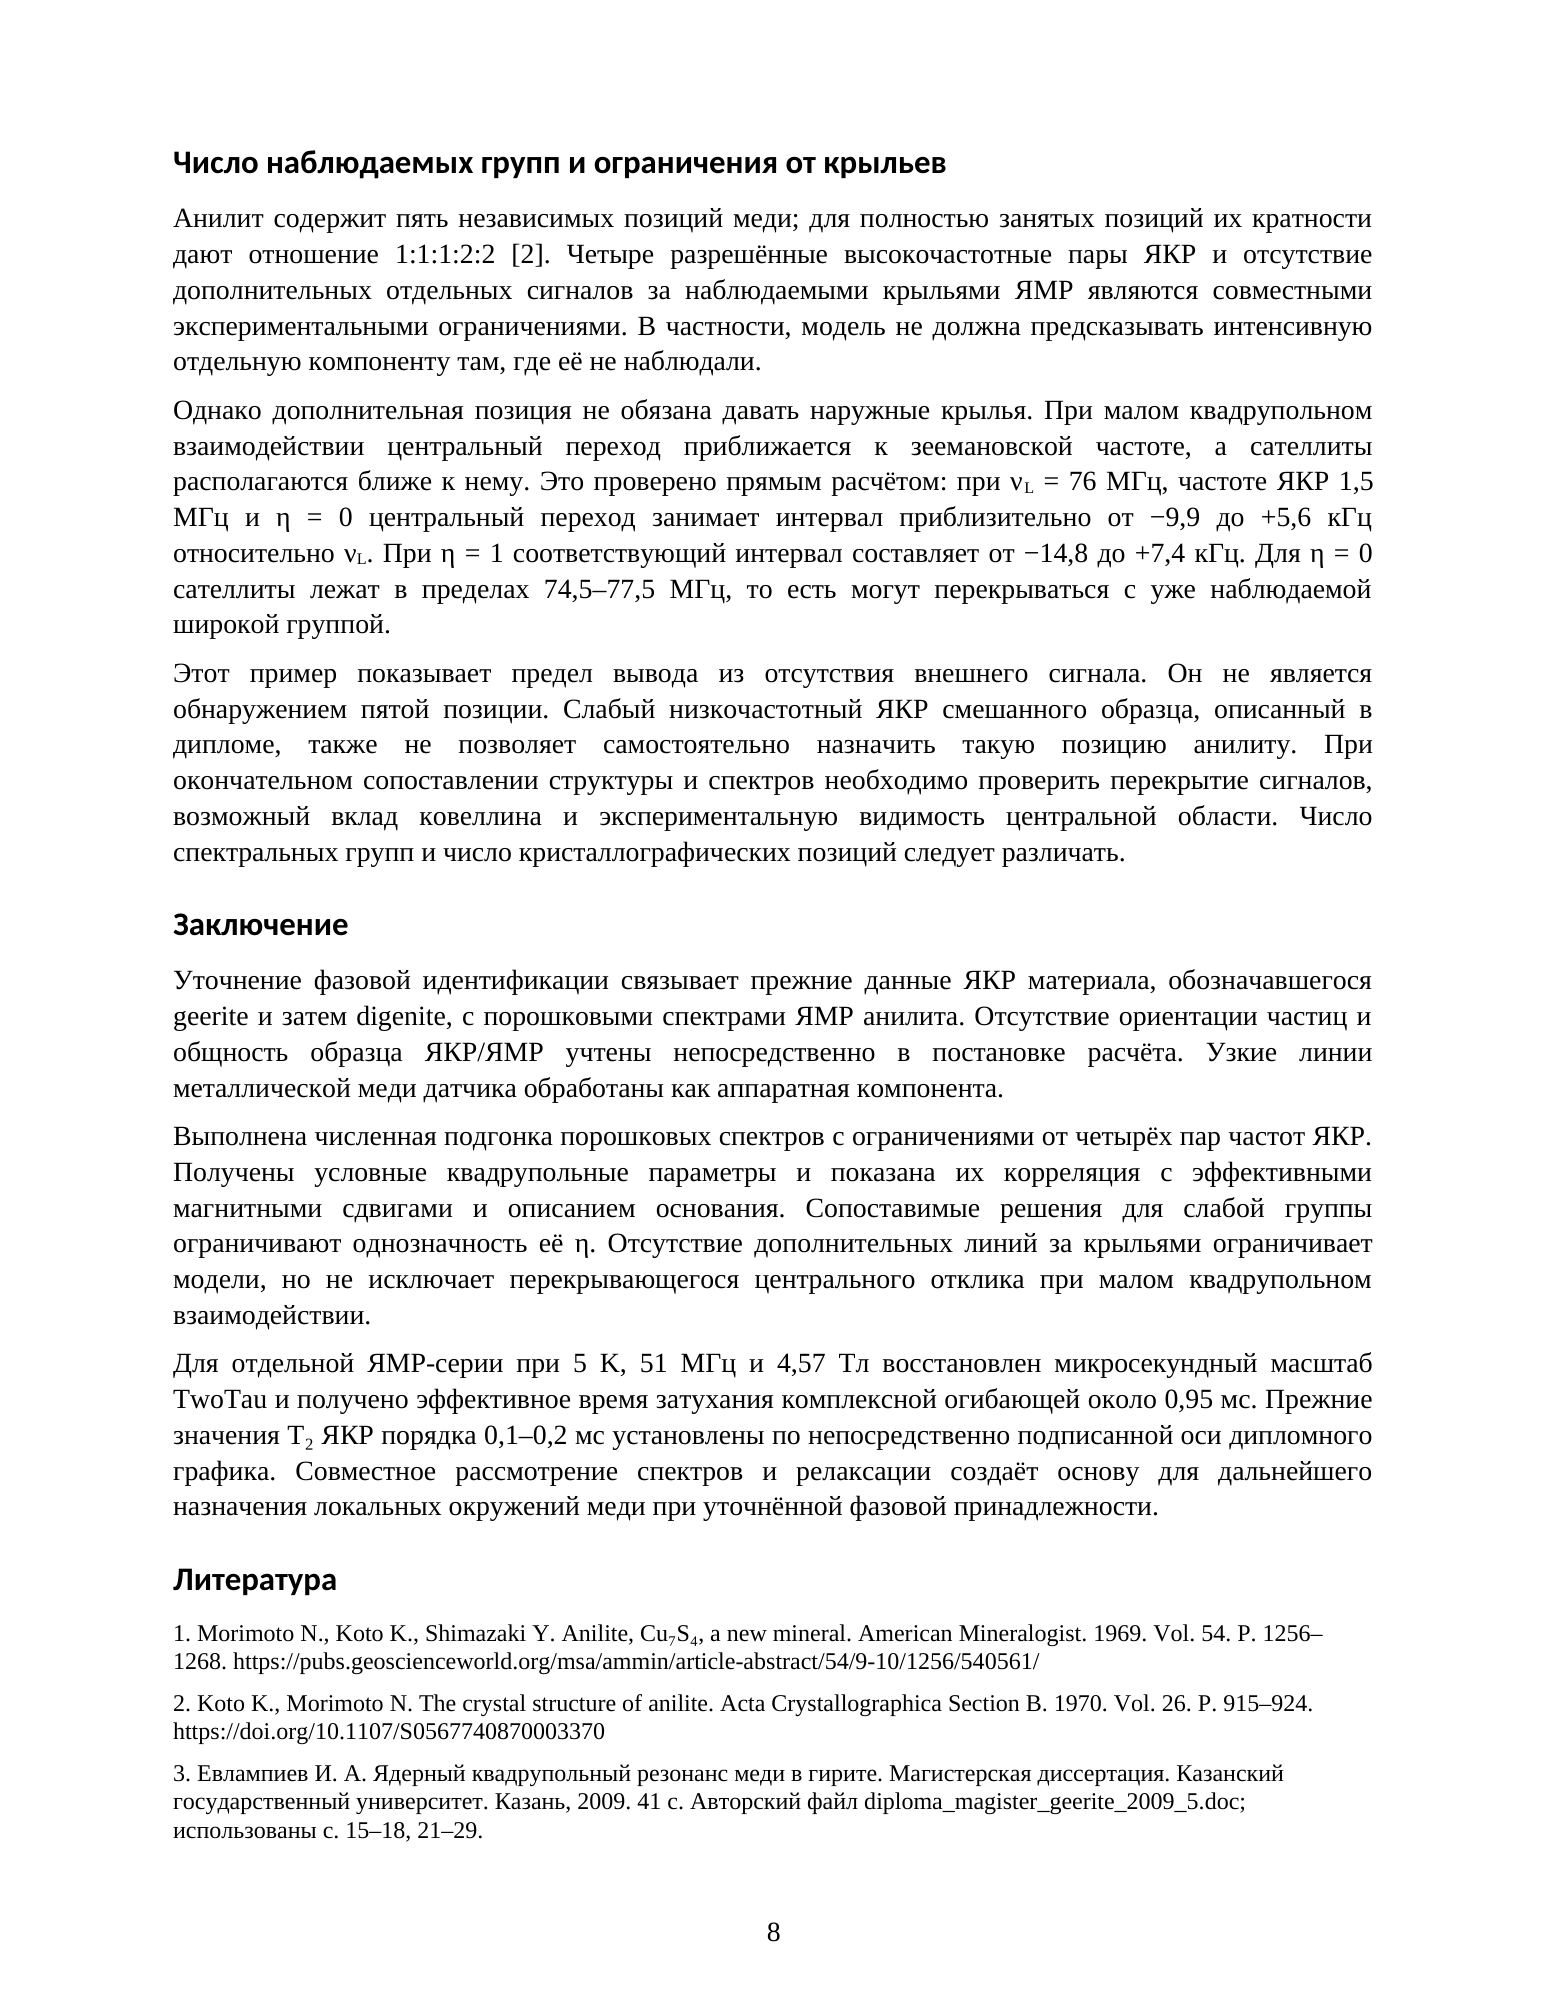 Число наблюдаемых групп и ограничения от крыльев
Анилит содержит пять независимых позиций меди; для полностью занятых позиций их кратности
дают отношение 1:1:1:2:2 [2]. Четыре разрешённые высокочастотные пары ЯКР и отсутствие
дополнительных отдельных сигналов за наблюдаемыми крыльями ЯМР являются совместными
экспериментальными ограничениями. В частности, модель не должна предсказывать интенсивную
отдельную компоненту там, где её не наблюдали.
Однако дополнительная позиция не обязана давать наружные крылья. При малом квадрупольном
взаимодействии центральный переход приближается к зеемановской частоте, а сателлиты
располагаются ближе к нему. Это проверено прямым расчётом: при ν_L = 76 МГц, частоте ЯКР 1,5
МГц и η = 0 центральный переход занимает интервал приблизительно от −9,9 до +5,6 кГц
относительно ν_L. При η = 1 соответствующий интервал составляет от −14,8 до +7,4 кГц. Для η = 0
сателлиты лежат в пределах 74,5–77,5 МГц, то есть могут перекрываться с уже наблюдаемой
широкой группой.
Этот пример показывает предел вывода из отсутствия внешнего сигнала. Он не является
обнаружением пятой позиции. Слабый низкочастотный ЯКР смешанного образца, описанный в
дипломе, также не позволяет самостоятельно назначить такую позицию анилиту. При
окончательном сопоставлении структуры и спектров необходимо проверить перекрытие сигналов,
возможный вклад ковеллина и экспериментальную видимость центральной области. Число
спектральных групп и число кристаллографических позиций следует различать.
Заключение
Уточнение фазовой идентификации связывает прежние данные ЯКР материала, обозначавшегося
geerite и затем digenite, с порошковыми спектрами ЯМР анилита. Отсутствие ориентации частиц и
общность образца ЯКР/ЯМР учтены непосредственно в постановке расчёта. Узкие линии
металлической меди датчика обработаны как аппаратная компонента.
Выполнена численная подгонка порошковых спектров с ограничениями от четырёх пар частот ЯКР.
Получены условные квадрупольные параметры и показана их корреляция с эффективными
магнитными сдвигами и описанием основания. Сопоставимые решения для слабой группы
ограничивают однозначность её η. Отсутствие дополнительных линий за крыльями ограничивает
модели, но не исключает перекрывающегося центрального отклика при малом квадрупольном
взаимодействии.
Для отдельной ЯМР-серии при 5 K, 51 МГц и 4,57 Тл восстановлен микросекундный масштаб
TwoTau и получено эффективное время затухания комплексной огибающей около 0,95 мс. Прежние
значения T₂ ЯКР порядка 0,1–0,2 мс установлены по непосредственно подписанной оси дипломного
графика. Совместное рассмотрение спектров и релаксации создаёт основу для дальнейшего
назначения локальных окружений меди при уточнённой фазовой принадлежности.
Литература
1. Morimoto N., Koto K., Shimazaki Y. Anilite, Cu₇S₄, a new mineral. American Mineralogist. 1969. Vol. 54. P. 1256–
1268. https://pubs.geoscienceworld.org/msa/ammin/article-abstract/54/9-10/1256/540561/
2. Koto K., Morimoto N. The crystal structure of anilite. Acta Crystallographica Section B. 1970. Vol. 26. P. 915–924.
https://doi.org/10.1107/S0567740870003370
3. Евлампиев И. А. Ядерный квадрупольный резонанс меди в гирите. Магистерская диссертация. Казанский
государственный университет. Казань, 2009. 41 с. Авторский файл diploma_magister_geerite_2009_5.doc;
использованы с. 15–18, 21–29.
8